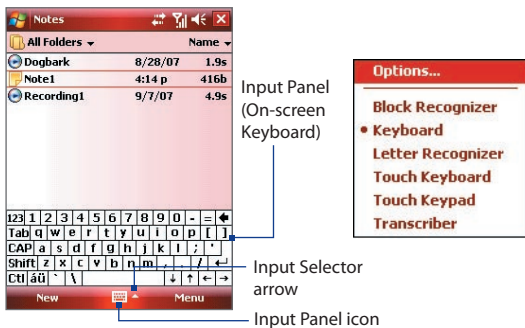 Notes
All Folders Name
Dogbark 8/28/07 1.9s
Note1 4:14 p 416b
Recording1 9/7/07 4.9s
123 1 2 3 4 5 6 7 8 9 0 - =
Tab q w e r t y u i o p [ ]
CAP a s d f g h j k l ; '
Shift z x c v b n m , . /
Ctl áü ` \
New Menu
Input Panel
(On-screen
Keyboard)
Input Selector
arrow
Input Panel icon
Options...
Block Recognizer
Keyboard
Letter Recognizer
Touch Keyboard
Touch Keypad
Transcriber